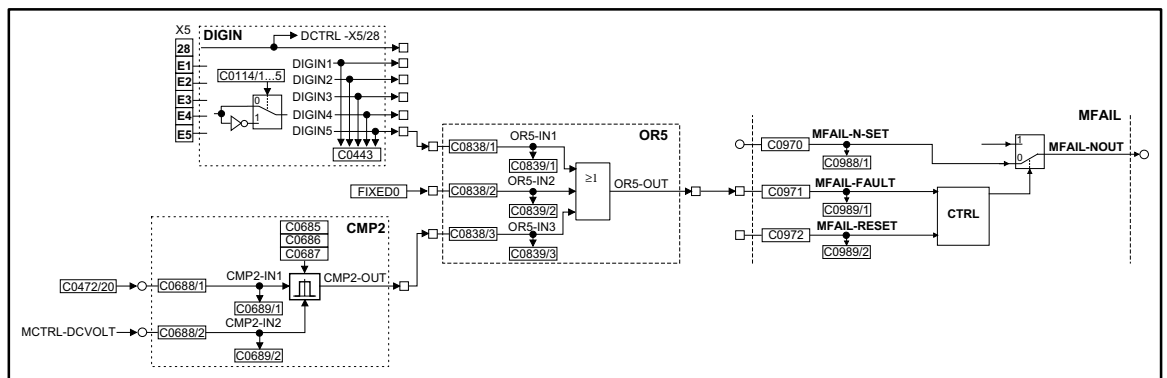 X5
DIGIN
DCTRL -X5/28
28
E1
E2
E3
E4
E5
C0114/1...5
0
1
DIGIN1
DIGIN2
DIGIN3
DIGIN4
DIGIN5
C0443
OR5
C0838/1
OR5-IN1
C0839/1
FIXED0
C0838/2
OR5-IN2
C0839/2
C0838/3
OR5-IN3
C0839/3
≥1
OR5-OUT
MFAIL
C0970
MFAIL-N-SET
C0988/1
1
0
MFAIL-NOUT
C0971
MFAIL-FAULT
C0989/1
CTRL
C0972
MFAIL-RESET
C0989/2
CMP2
C0685
C0686
C0687
C0472/20
C0688/1
CMP2-IN1
C0689/1
CMP2-OUT
MCTRL-DCVOLT
C0688/2
CMP2-IN2
C0689/2